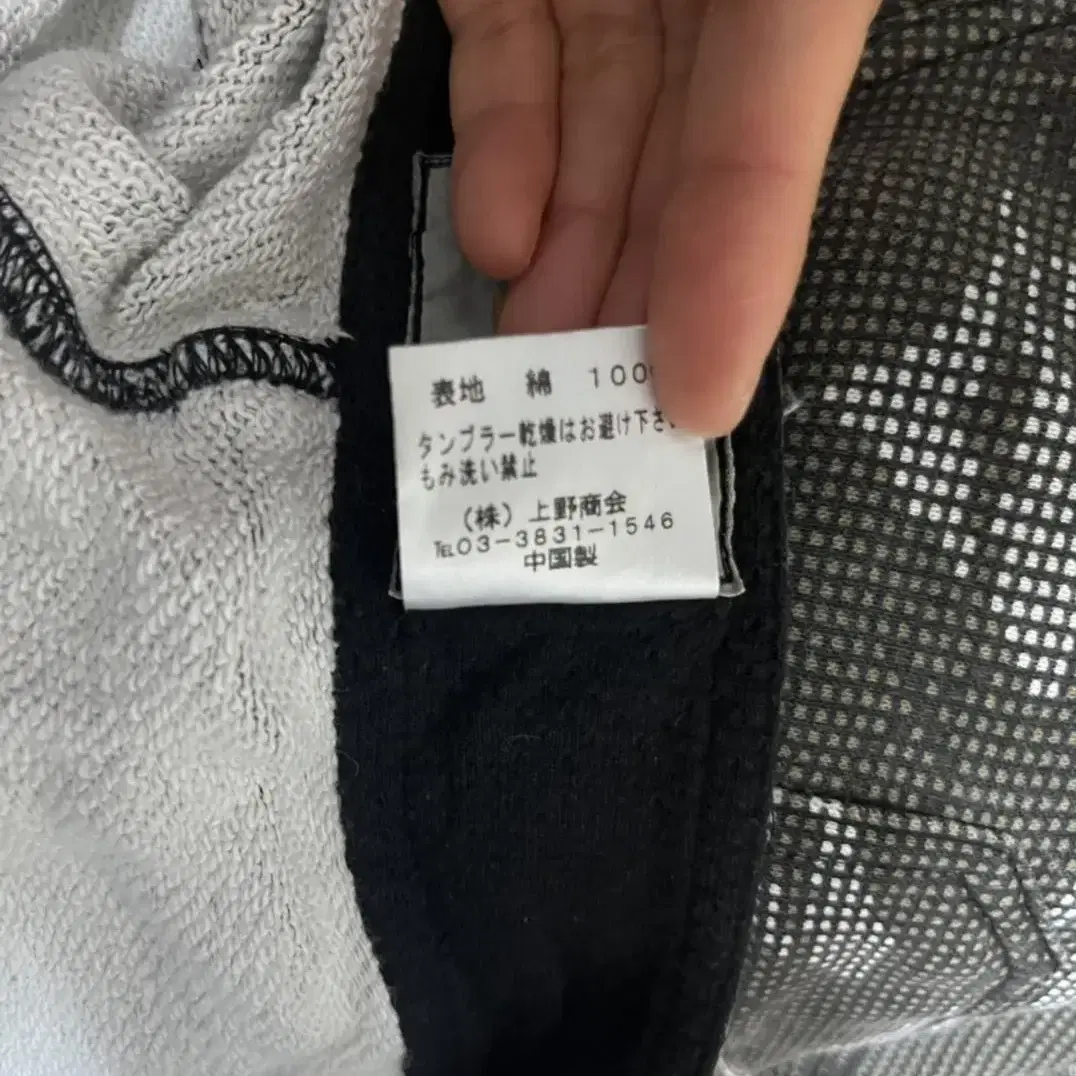 表地 綿 100
タンブラー乾燥はお避け下さ
もみ洗い禁止
(株)上野商会
℡03-3831-1546
中国製